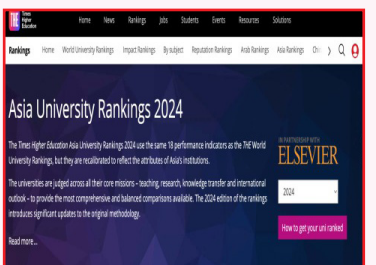 THE Times Higher Education
Home News Rankings Jobs Students Events Resources Solutions
Rankings Home World University Rankings Impact Rankings By subject Reputation Rankings Arab Rankings Asia Rankings
Asia University Rankings 2024
The Times Higher Education Asia University Rankings 2024 use the same 18 performance indicators as the THE World
University Rankings, but they are recalibrated to reflect the attributes of Asia's institutions.
The universities are judged across all their core missions – teaching, research, knowledge transfer and international
outlook – to provide the most comprehensive and balanced comparisons available. The 2024 edition of the rankings
introduces significant updates to the original methodology.
Read more...
IN PARTNERSHIP WITH
ELSEVIER
2024
How to get your uni ranked